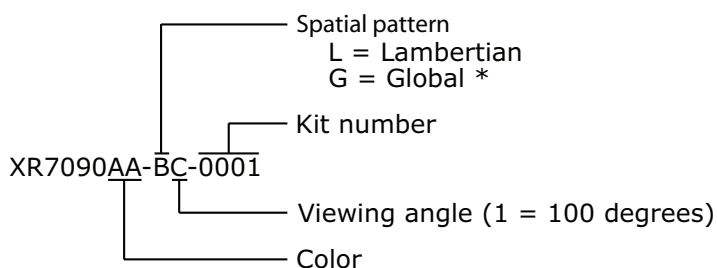 Spatial pattern
L = Lambertian
G = Global *
Kit number
XR7090AA-BC-0001
Viewing angle (1 = 100 degrees)
Color